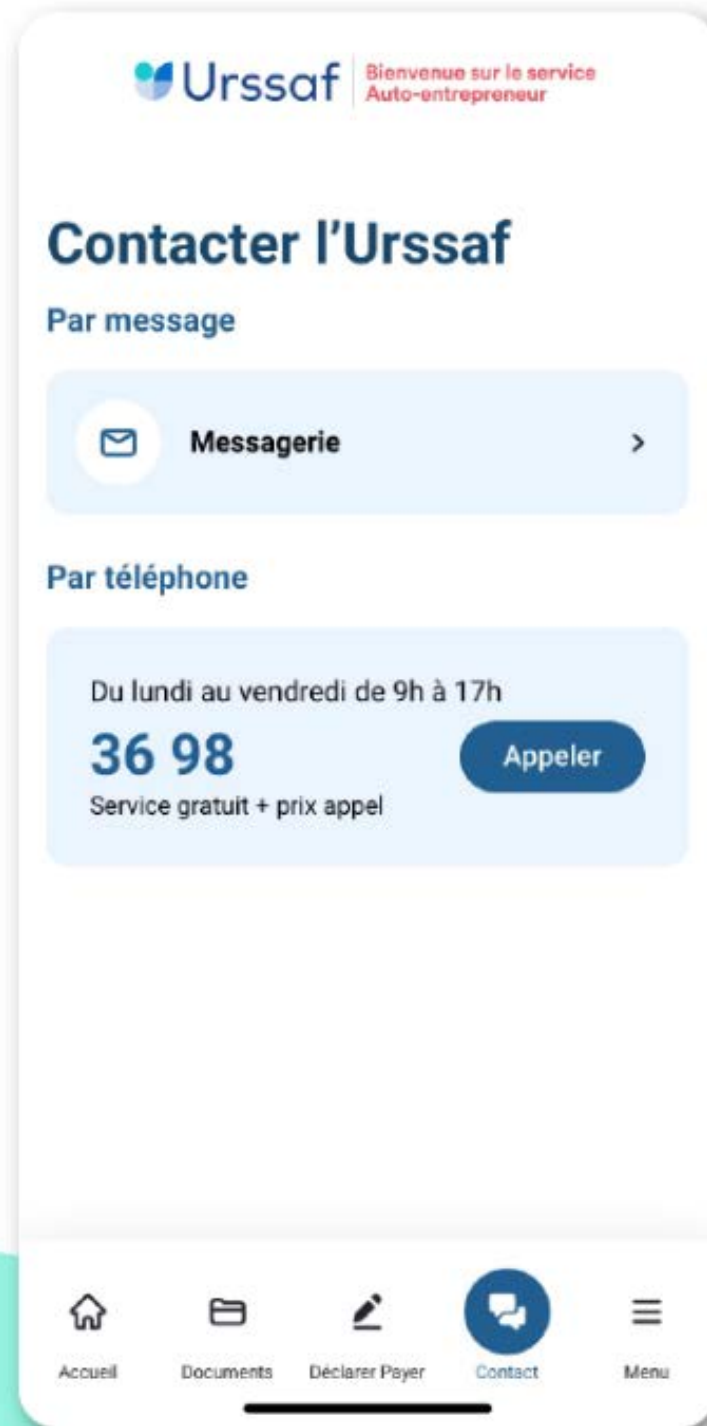 Urssaf
Bienvenue sur le service
Auto-entrepreneur
Contacter l'Urssaf
Par message
Messagerie
Par téléphone
Du lundi au vendredi de 9h à 17h
36 98
Appeler
Service gratuit + prix appel
Accueil
Documents
Déclarer Payer
Contact
Menu